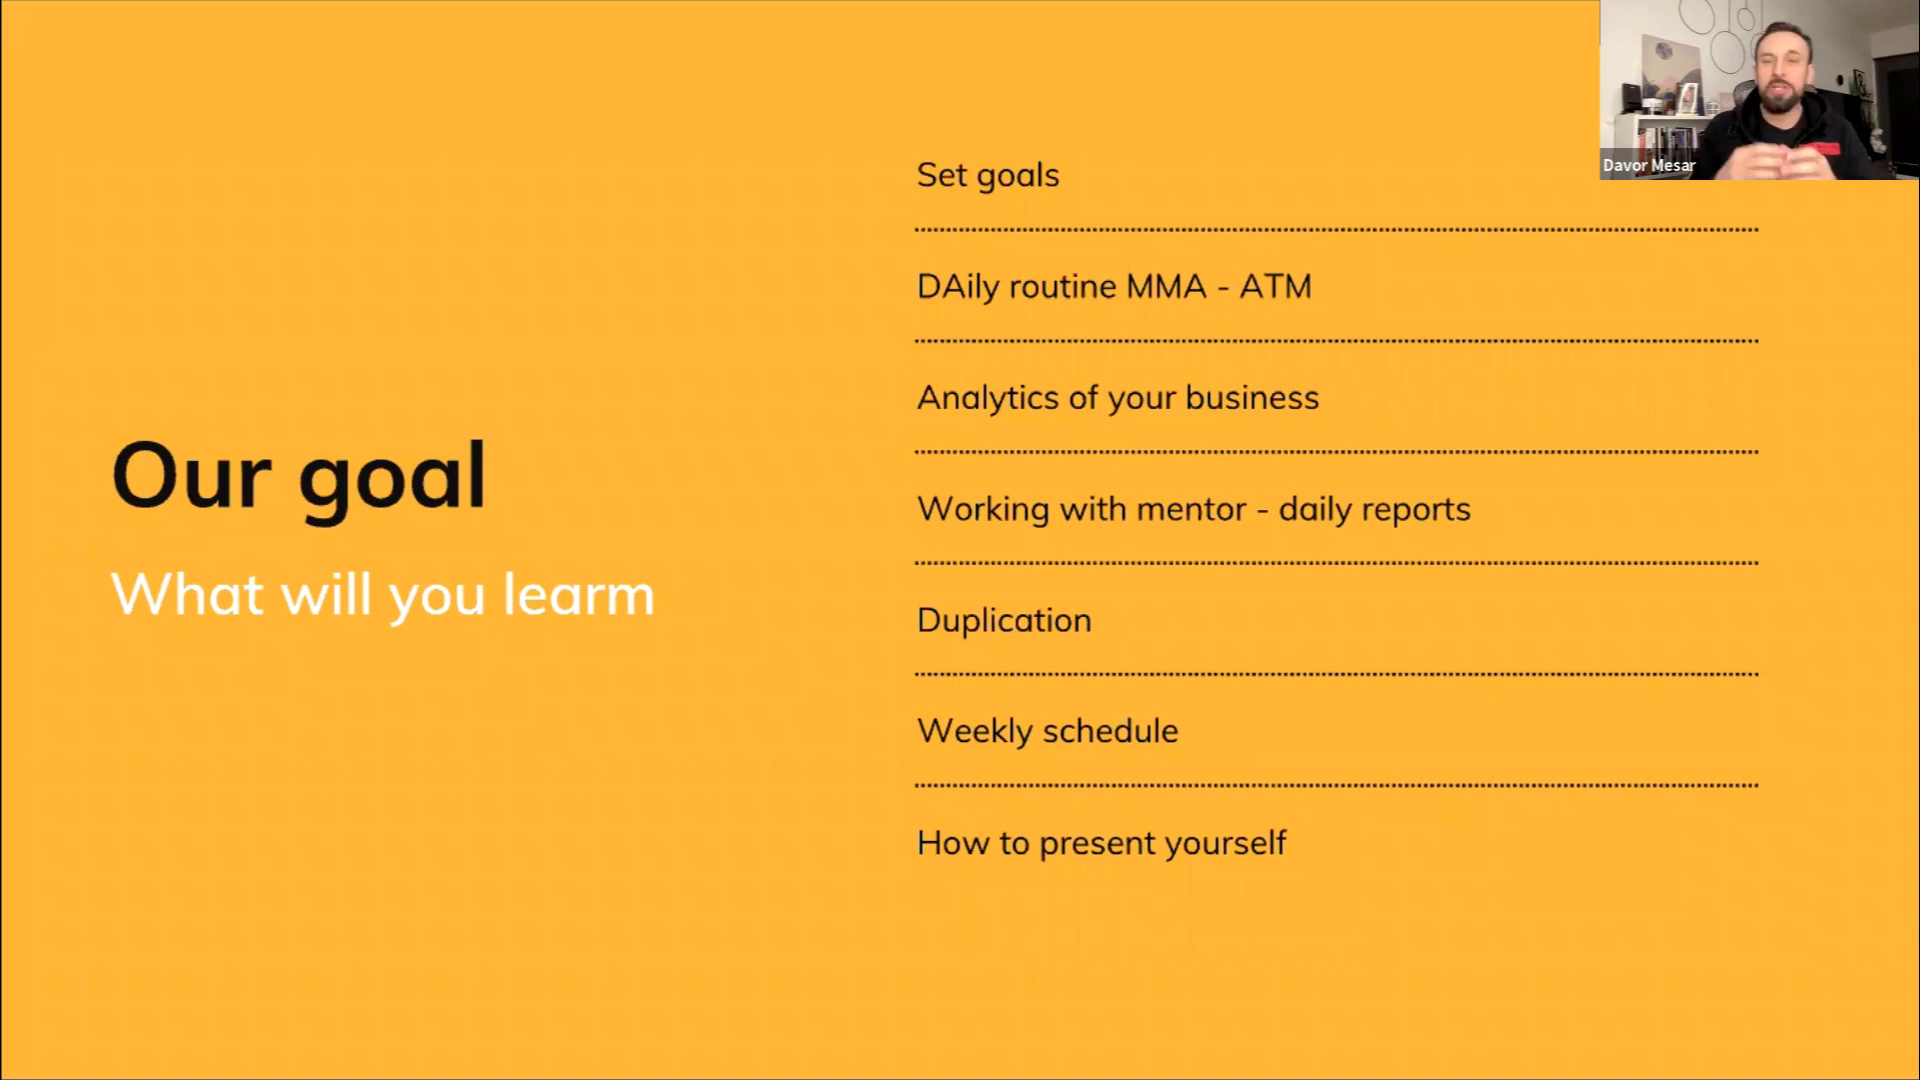 Our goal
What will you learm
Set goals
DAily routine MMA - ATM
Analytics of your business
Working with mentor - daily reports
Duplication
Weekly schedule
How to present yourself
Davor Mesar